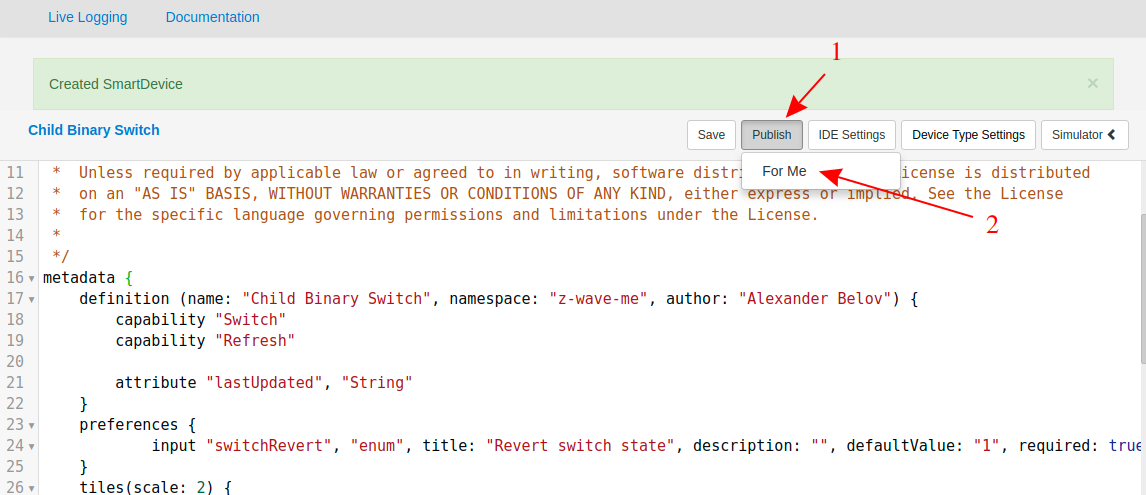 Live Logging Documentation
1
Created SmartDevice ×
Child Binary Switch Save Publish IDE Settings Device Type Settings Simulator
For Me
2
11 * Unless required by applicable law or agreed to in writing, software distr icense is distributed
12 * on an "AS IS" BASIS, WITHOUT WARRANTIES OR CONDITIONS OF ANY KIND, either express or implied. See the License
13 * for the specific language governing permissions and limitations under the License.
14 *
15 */
16 metadata {
17 definition (name: "Child Binary Switch", namespace: "z-wave-me", author: "Alexander Belov") {
18 capability "Switch"
19 capability "Refresh"
20
21 attribute "lastUpdated", "String"
22 }
23 preferences {
24 input "switchRevert", "enum", title: "Revert switch state", description: "", defaultValue: "1", required: true
25 }
26 tiles(scale: 2) {